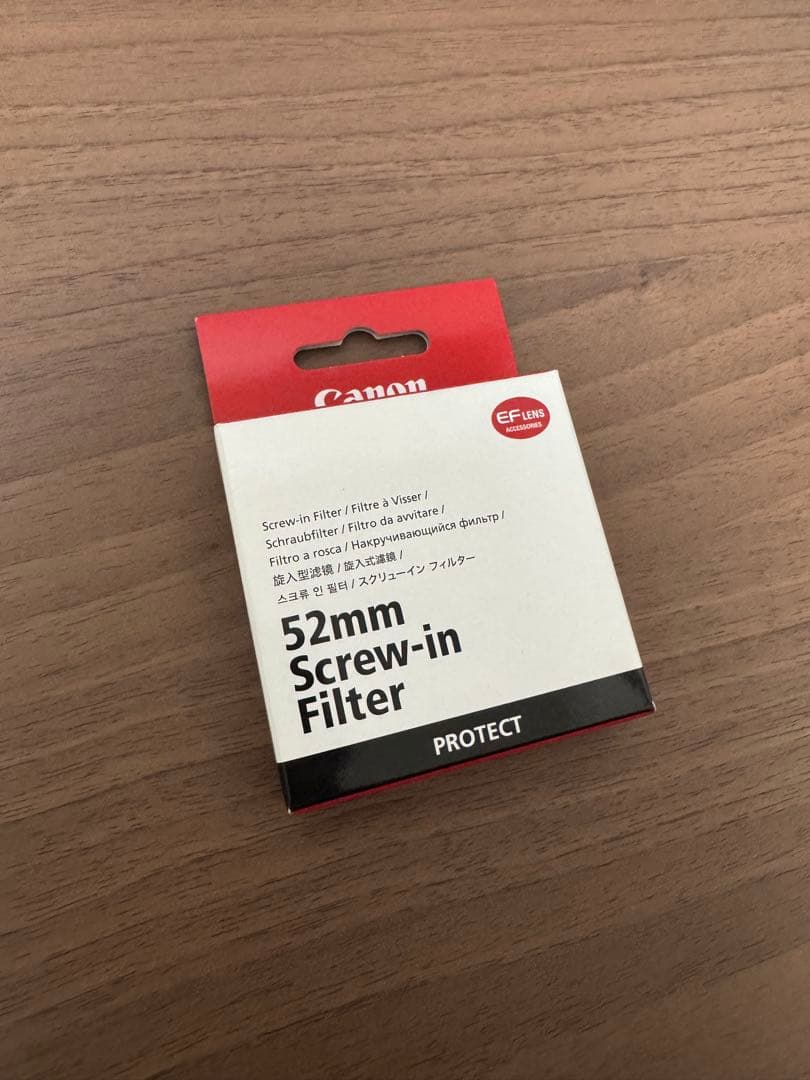 Canon
EF LENS
ACCESSORIES
Screw-in Filter / Filtre à Visser /
Schraubfilter / Filtro da avvitare /
Filtro a rosca / Накручивающийся фильтр /
旋入型滤镜 / 旋入式濾鏡 /
스크류 인 필터 / スクリューイン フィルター
52mm
Screw-in
Filter
PROTECT